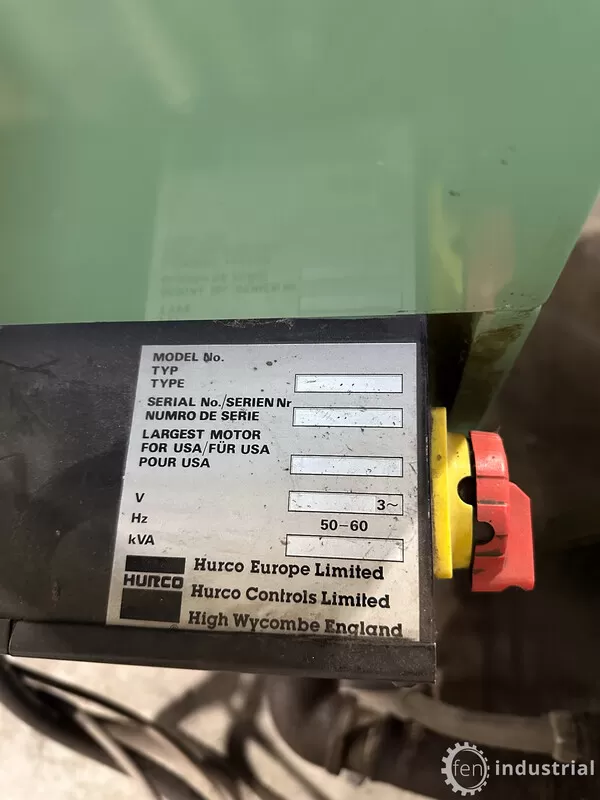 MODEL No.
TYP
TYPE
SERIAL No./SERIEN Nr
NUMRO DE SERIE
LARGEST MOTOR
FOR USA/FÜR USA
POUR USA
V 3~
Hz 50-60
kVA
HURCO
Hurco Europe Limited
Hurco Controls Limited
High Wycombe England
fen industrial